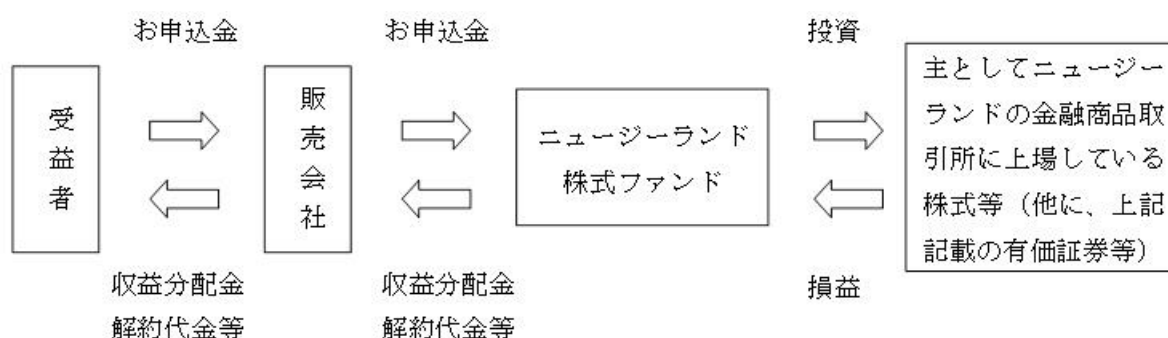 お申込金
お申込金
投資
受益者
販売会社
ニュージーランド
株式ファンド
主としてニュージー
ランドの金融商品取
引所に上場している
株式等（他に、上記
記載の有価証券等）
収益分配金
解約代金等
収益分配金
解約代金等
損益